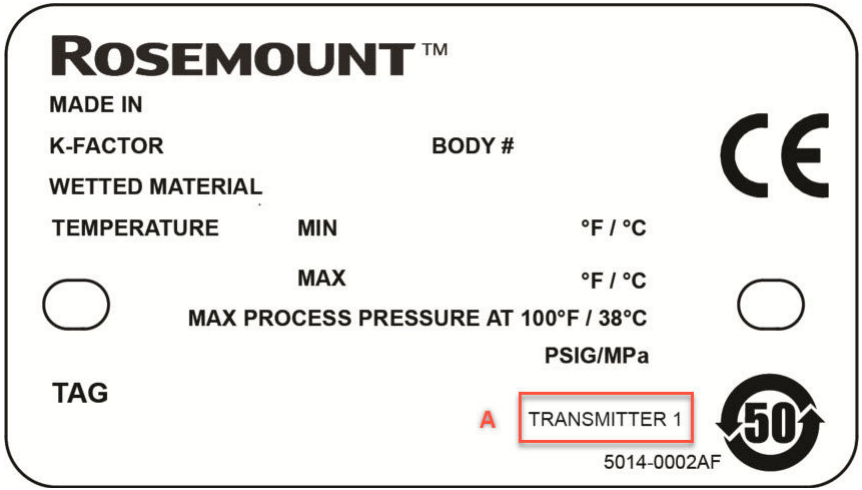 ROSEMOUNT™
MADE IN
K-FACTOR BODY #
WETTED MATERIAL
TEMPERATURE MIN °F / °C
MAX °F / °C
MAX PROCESS PRESSURE AT 100°F / 38°C
PSIG/MPa
TAG
A TRANSMITTER 1
50
5014-0002AF
CE